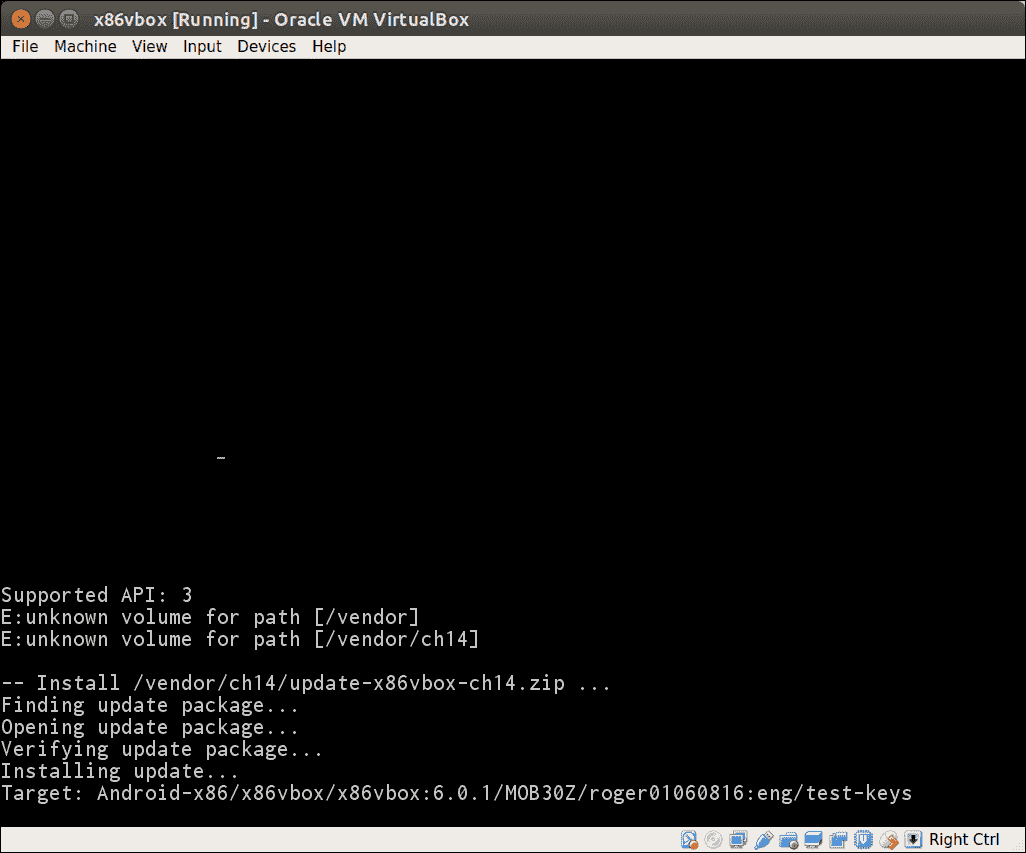 x86vbox [Running] - Oracle VM VirtualBox
File Machine View Input Devices Help
Supported API: 3
E:unknown volume for path [/vendor]
E:unknown volume for path [/vendor/ch14]
-- Install /vendor/ch14/update-x86vbox-ch14.zip ...
Finding update package...
Opening update package...
Verifying update package...
Installing update...
Target: Android-x86/x86vbox/x86vbox:6.0.1/MOB30Z/roger01060816:eng/test-keys
Right Ctrl